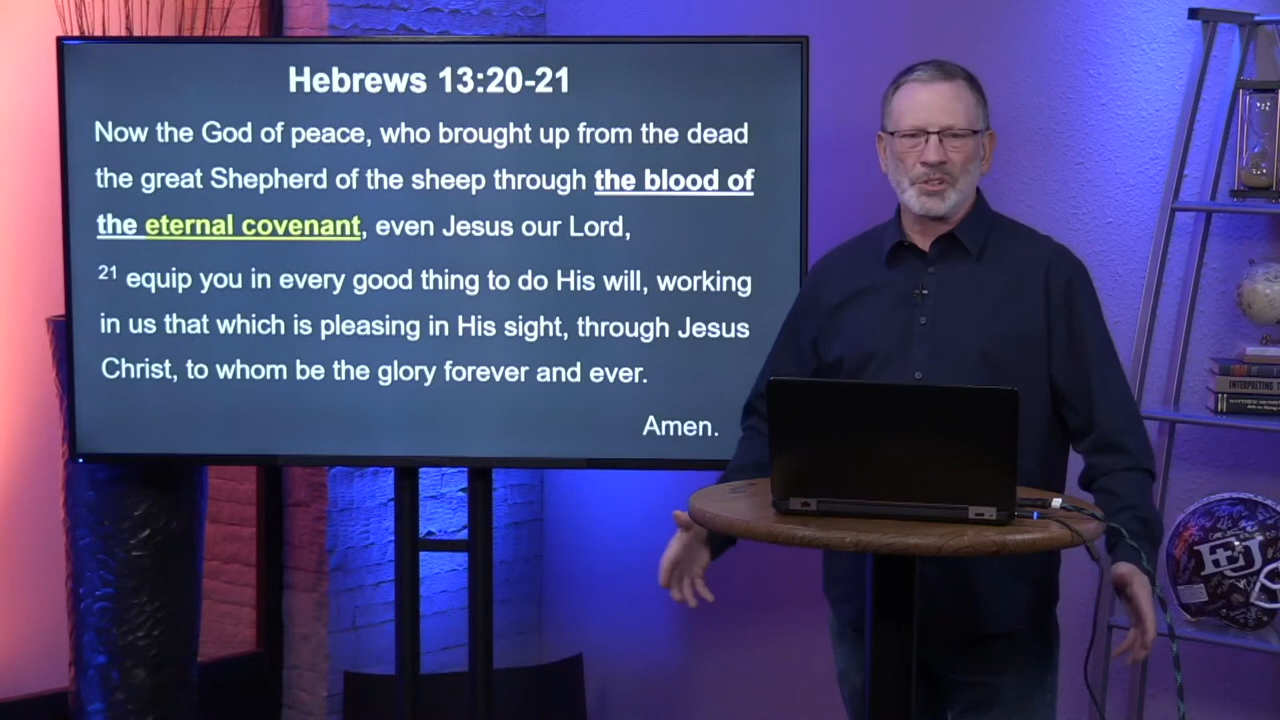 Hebrews 13:20-21
Now the God of peace, who brought up from the dead
the great Shepherd of the sheep through the blood of
the eternal covenant, even Jesus our Lord,
21 equip you in every good thing to do His will, working
in us that which is pleasing in His sight, through Jesus
Christ, to whom be the glory forever and ever.
Amen.
INTERPRETING